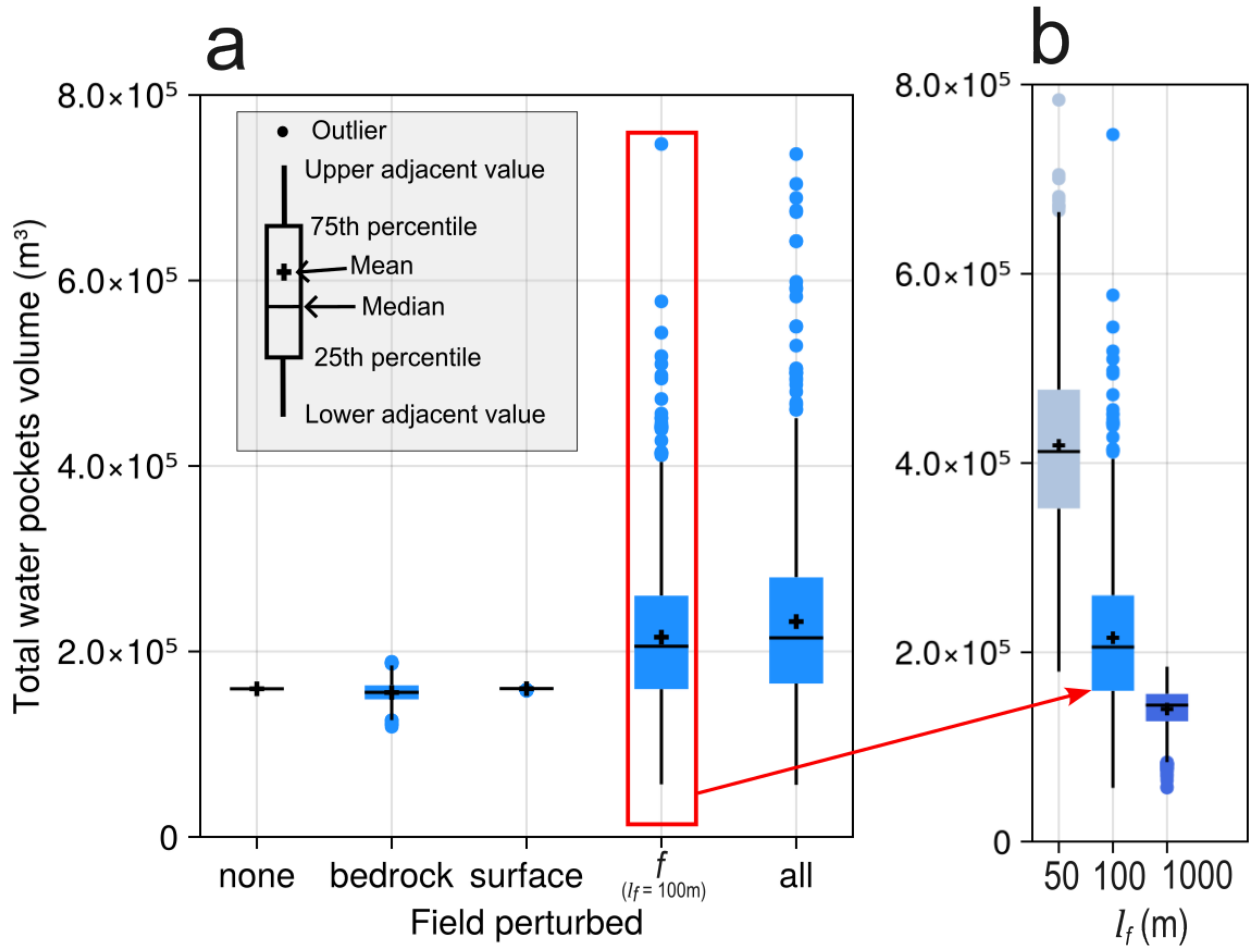 a
b
Total water pockets volume (m³)
8.0×10⁵
6.0×10⁵
4.0×10⁵
2.0×10⁵
0
Outlier
Upper adjacent value
75th percentile
Mean
Median
25th percentile
Lower adjacent value
none bedrock surface f all
(l_f = 100m)
Field perturbed
8.0×10⁵
6.0×10⁵
4.0×10⁵
2.0×10⁵
0
50 100 1000
l_f (m)